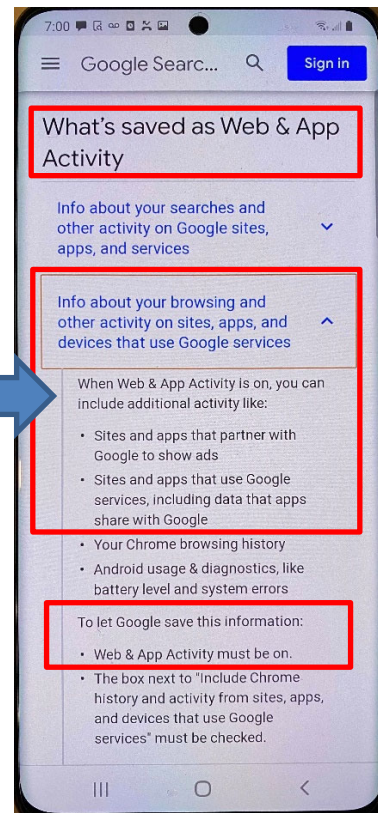 7:00
Google Searc...
Sign in
What's saved as Web & App
Activity
Info about your searches and
other activity on Google sites,
apps, and services
Info about your browsing and
other activity on sites, apps, and
devices that use Google services
When Web & App Activity is on, you can
include additional activity like:
• Sites and apps that partner with
Google to show ads
• Sites and apps that use Google
services, including data that apps
share with Google
• Your Chrome browsing history
• Android usage & diagnostics, like
battery level and system errors
To let Google save this information:
• Web & App Activity must be on.
• The box next to "Include Chrome
history and activity from sites, apps,
and devices that use Google
services" must be checked.